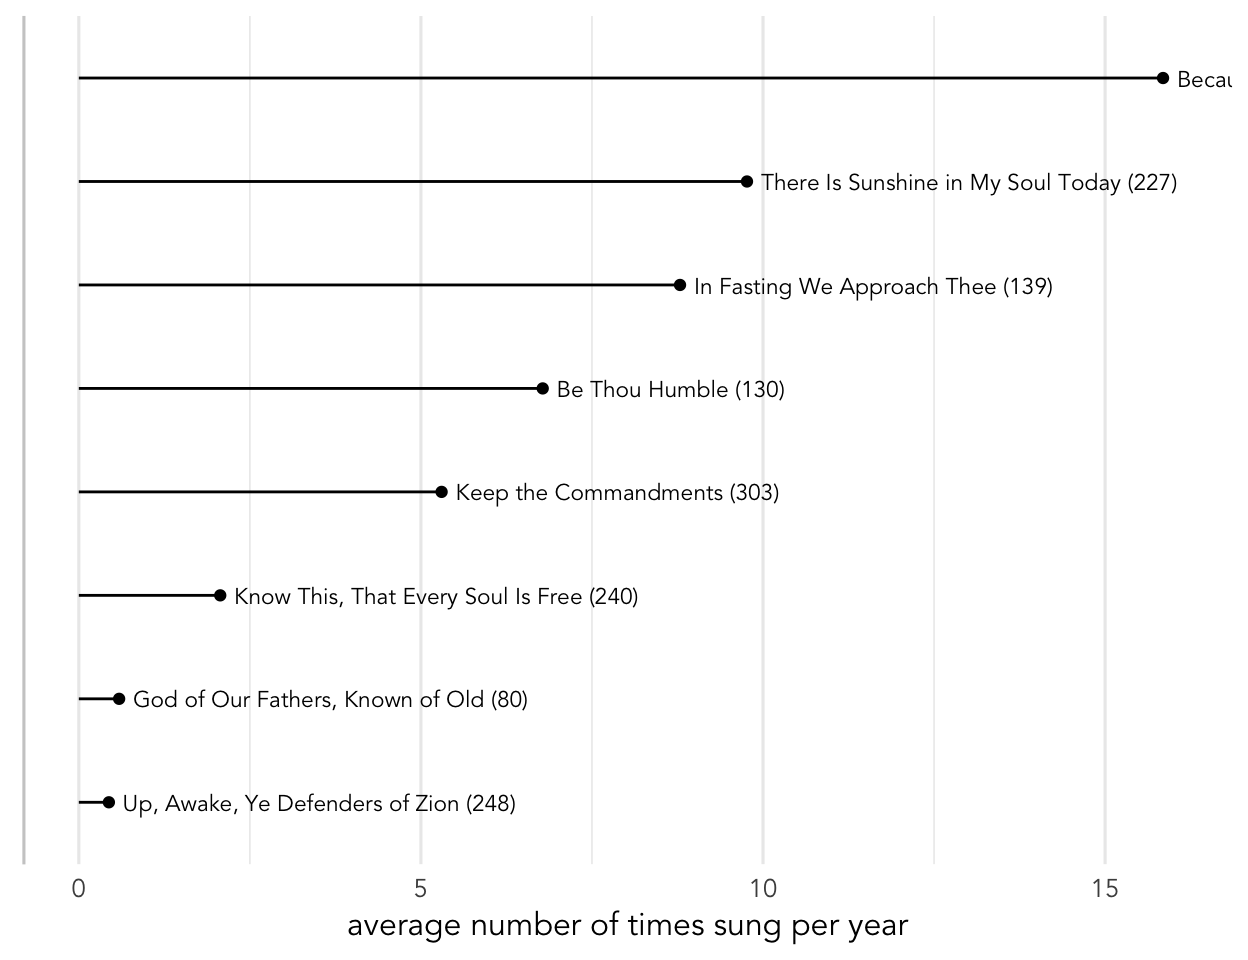 Becau
There Is Sunshine in My Soul Today (227)
In Fasting We Approach Thee (139)
Be Thou Humble (130)
Keep the Commandments (303)
Know This, That Every Soul Is Free (240)
God of Our Fathers, Known of Old (80)
Up, Awake, Ye Defenders of Zion (248)
0 5 10 15
average number of times sung per year